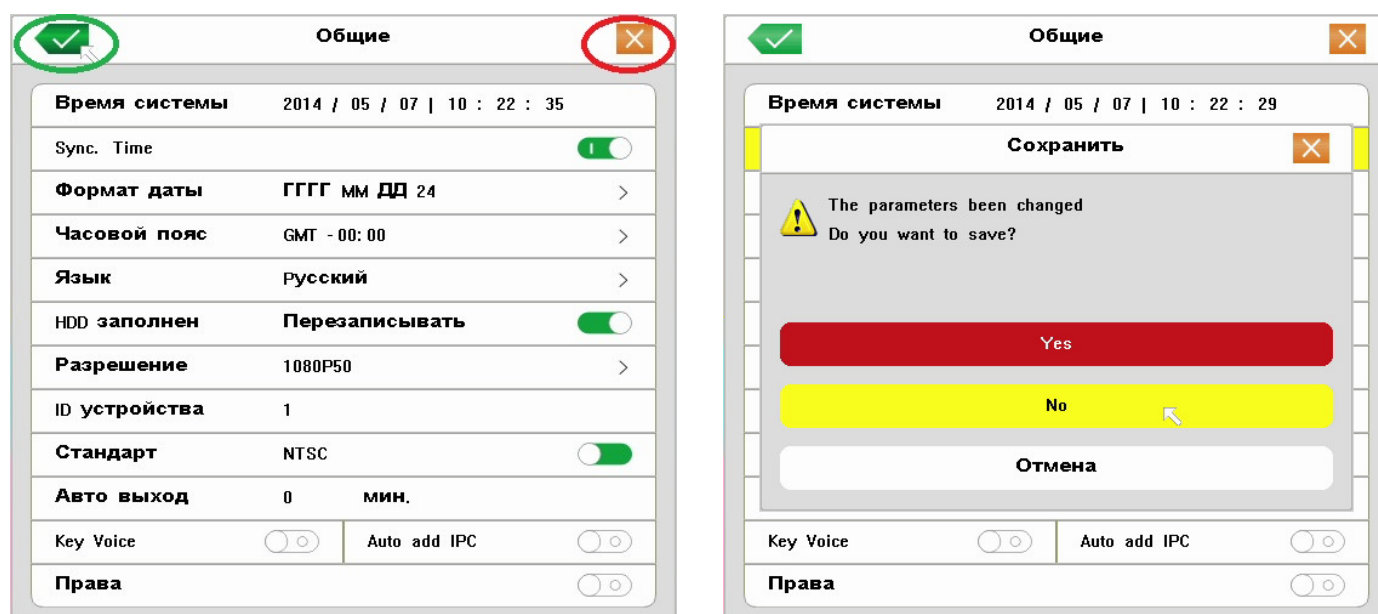 Общие
Время системы 2014 / 05 / 07 | 10 : 22 : 35
Sync. Time
Формат даты ГГГГ ММ ДД 24
Часовой пояс GMT -00:00
Язык Русский
HDD заполнен Перезаписывать
Разрешение 1080P50
ID устройства 1
Стандарт NTSC
Авто выход 0 мин.
Key Voice Auto add IPC
Права
Общие
Время системы 2014 / 05 / 07 | 10 : 22 : 29
Сохранить
The parameters been changed
Do you want to save?
Yes
No
Отмена
Key Voice Auto add IPC
Права